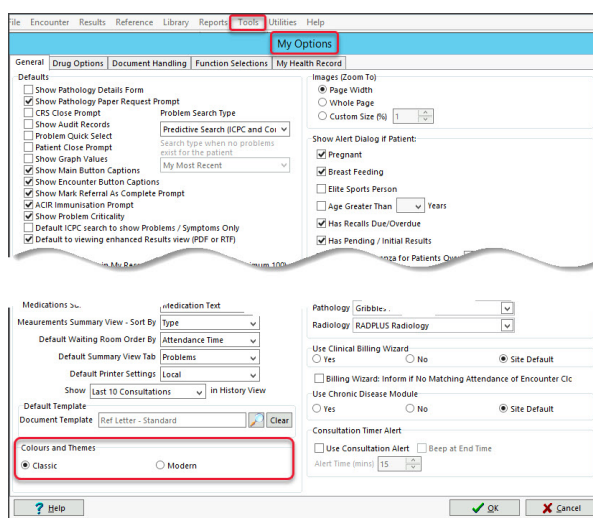 File Encounter Results Reference Library Reports Tools Utilities Help
My Options
General Drug Options Document Handling Function Selections My Health Record
Defaults
Show Pathology Details Form
Show Pathology Paper Request Prompt
CRS Close Prompt
Show Audit Records
Problem Quick Select
Patient Close Prompt
Show Graph Values
Show Main Button Captions
Show Encounter Button Captions
Show Mark Referral As Complete Prompt
ACIR Immunisation Prompt
Show Problem Criticality
Default ICPC to show Problems / Symptoms Only
Default to viewing enhanced Results view (PDF or RTF)
in My Re
mum 100%
Problem Search Type
Predictive Search (ICPC and Cor
Search type when no problems
exist for the patient
My Most Recent
Images (Zoom To)
Page Width
Whole Page
Custom Size (%) 1
Show Alert Dialog if Patient:
Pregnant
Breast Feeding
Elite Sports Person
Age Greater Than Years
Has Recalls Due/Overdue
Has Pending / Initial Results
for Patients
Medications Medication Text
Meaurements Summary View - Sort By Type
Default Waiting Room Order By Attendance Time
Default Summary View Tab Problems
Default Printer Settings Local
Show Last 10 Consultations in History View
Default Template
Document Template Ref Letter - Standard Clear
Colours and Themes
Classic Modern
Pathology Gribbles
Radiology RADPLUS Radiology
Use Clinical Billing Wizard
Yes No Site Default
Billing Wizard: Inform if No Matching Attendance of Encounter Clc
Use Chronic Disease Module
Yes No Site Default
Consultation Timer Alert
Use Consultation Alert Beep at End Time
Alert Time (mins) 15
? Help OK Cancel